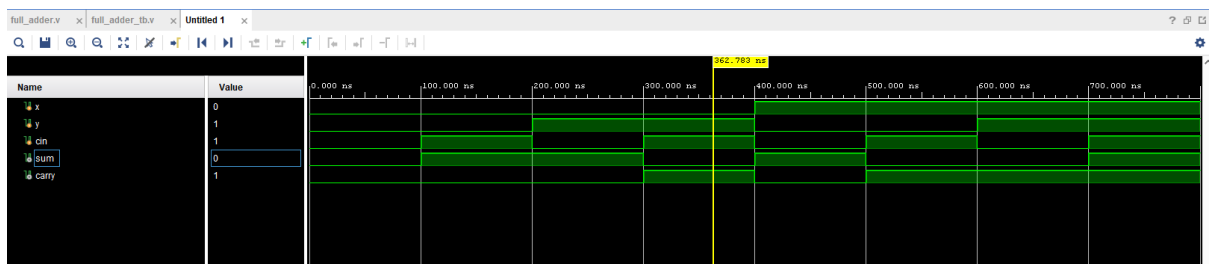 full_adder.v × full_adder_tb.v × Untitled 1 ×
362.783 ns
Name Value 0.000 ns 100.000 ns 200.000 ns 300.000 ns 400.000 ns 500.000 ns 600.000 ns 700.000 ns
x 0
y 1
cin 1
sum 0
carry 1